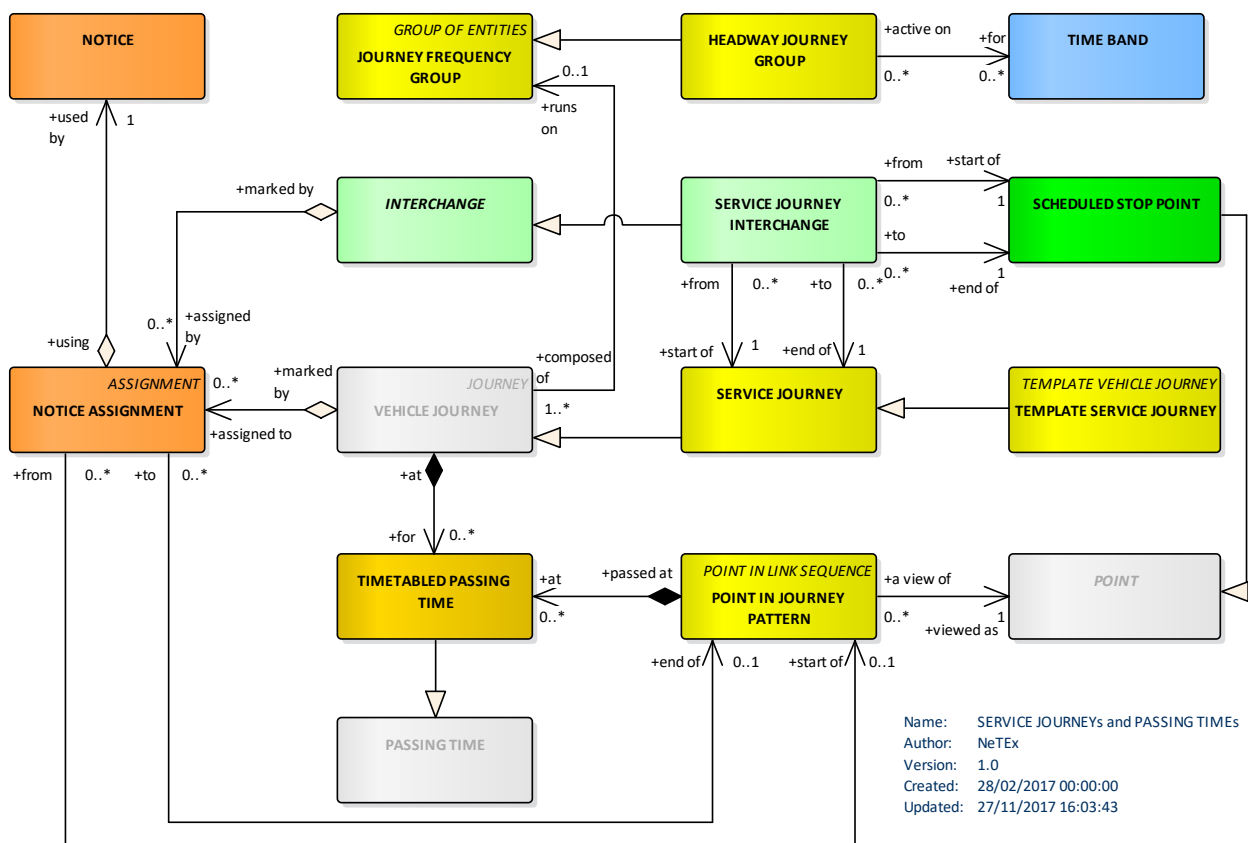 NOTICE
GROUP OF ENTITIES
JOURNEY FREQUENCY
GROUP
HEADWAY JOURNEY
GROUP
+active on
0..*
+for
0..*
TIME BAND
0..1
+runs
on
+used
by
1
+marked by
INTERCHANGE
SERVICE JOURNEY
INTERCHANGE
+from
0..*
+start of
1
+to
0..*
1
+end of
SCHEDULED STOP POINT
+from
0..*
+to
0..*
0..*
+assigned
by
+using
+start of
1
+end of
1
ASSIGNMENT
NOTICE ASSIGNMENT
0..*
+marked
by
+assigned to
JOURNEY
VEHICLE JOURNEY
+composed
of
1..*
SERVICE JOURNEY
TEMPLATE VEHICLE JOURNEY
TEMPLATE SERVICE JOURNEY
+from
0..*
+to
0..*
+at
+for
0..*
TIMETABLED PASSING
TIME
+at
0..*
+passed at
POINT IN LINK SEQUENCE
POINT IN JOURNEY
PATTERN
+a view of
0..*
1
+viewed as
POINT
+end of
0..1
+start of
0..1
PASSING TIME
Name: SERVICE JOURNEYs and PASSING TIMEs
Author: NeTEx
Version: 1.0
Created: 28/02/2017 00:00:00
Updated: 27/11/2017 16:03:43